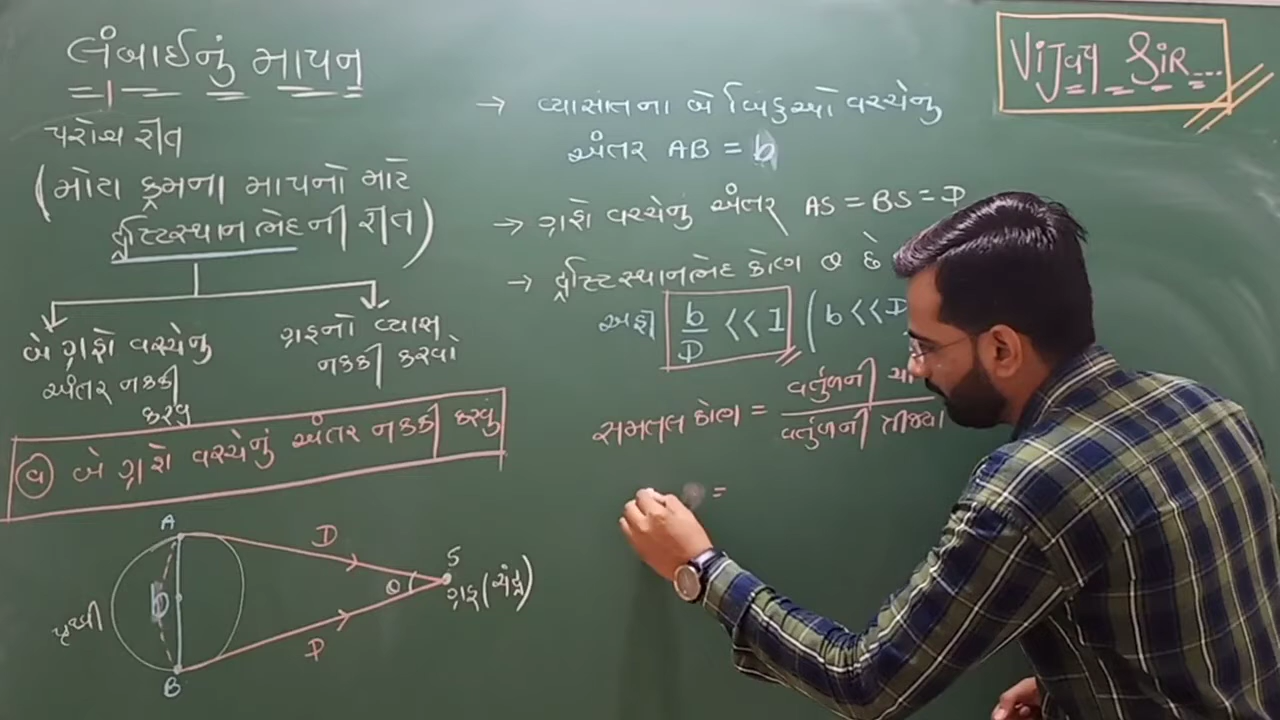 લંબાઈનું માપન
પરોક્ષ રીત
(મોટા ક્રમના માપનો માટે
દ્રષ્ટિસ્થાનભેદની રીત)
બે ગ્રહો વચ્ચેનું
અંતર નક્કી
કરવું
ગ્રહનો વ્યાસ
નક્કી કરવો
બે ગ્રહો વચ્ચેનું અંતર નક્કી કરવું
A
D
S
θ
ગ્રહ(ચંદ્ર)
b
પૃથ્વી
D
B
→ વ્યાસાંતના બે બિંદુઓ વચ્ચેનુ
અંતર AB = b
→ ગ્રહો વચ્ચેનું અંતર AS = BS = D
→ દ્રષ્ટિસ્થાનભેદ કોણ θ છે
અહી b/D <<1 (b<<D
સમતલ કોણ = વર્તુળની ચા / વર્તુળની ત્રીજ્યા
=
Vijay Sir...